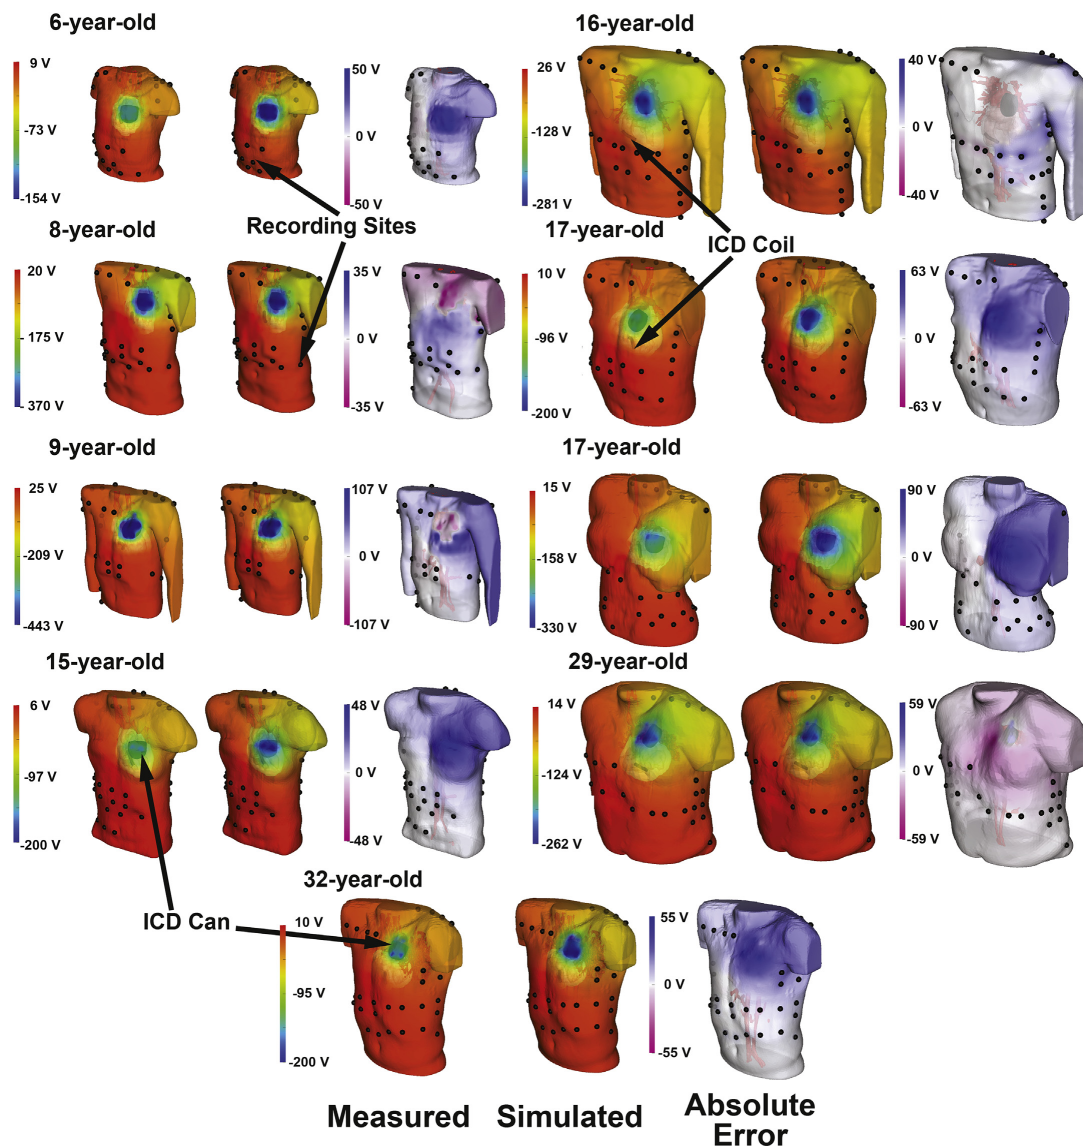 6-year-old
16-year-old
9 V
-73 V
-154 V
50 V
0 V
-50 V
26 V
-128 V
-281 V
40 V
0 V
-40 V
Recording Sites
ICD Coil
8-year-old
17-year-old
20 V
- 175 V
- 370 V
35 V
0 V
-35 V
10 V
-96 V
-200 V
63 V
0 V
-63 V
9-year-old
17-year-old
25 V
-209 V
-443 V
107 V
0 V
-107 V
15 V
-158 V
-330 V
90 V
0 V
-90 V
15-year-old
29-year-old
6 V
-97 V
-200 V
48 V
0 V
-48 V
14 V
-124 V
-262 V
59 V
0 V
-59 V
32-year-old
ICD Can
10 V
-95 V
-200 V
55 V
0 V
-55 V
Measured
Simulated
Absolute
Error